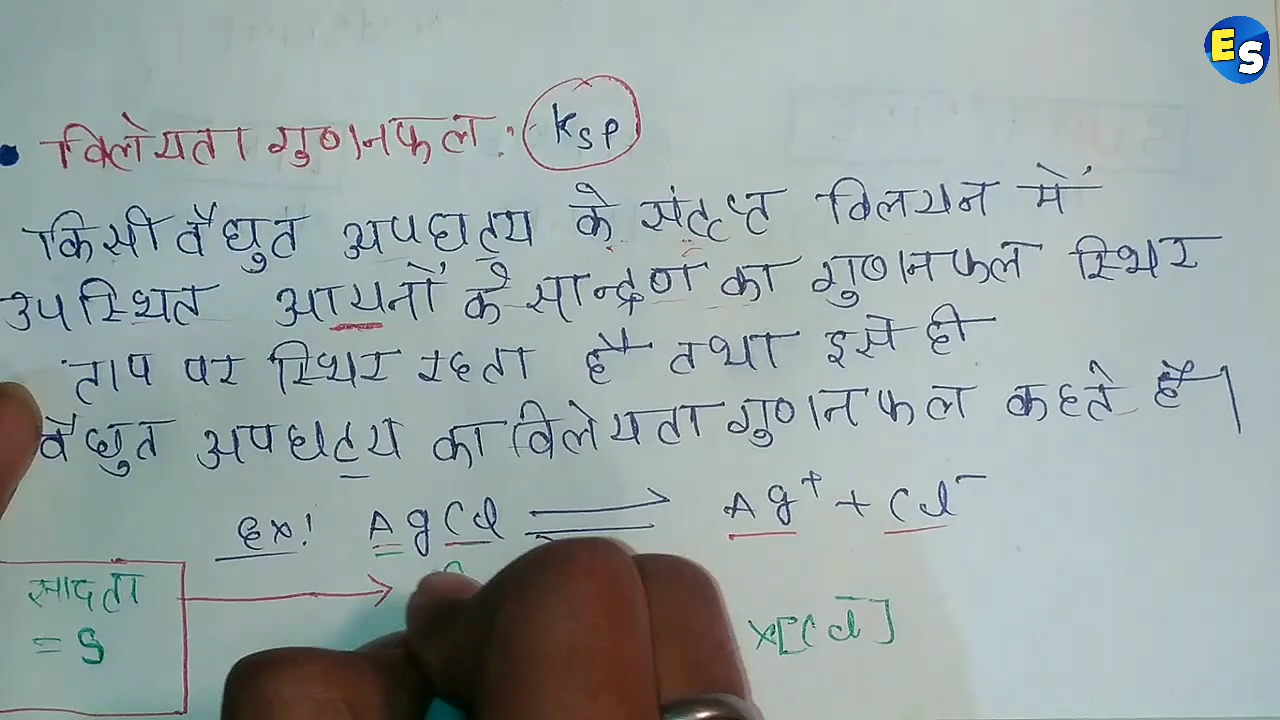 ES
• विलेयता गुणनफल : Ksp
किसी वैधुत अपघट्य के संतृप्त विलयन में
उपस्थित आयनों के सान्द्रण का गुणनफल स्थिर
ताप पर स्थिर रहता है तथा इसे ही
वैधुत अपघट्य का विलेयता गुणनफल कहते है।
Ex! AgCl ⇌ Ag⁺ + Cl⁻
= S
×[Cl⁻]